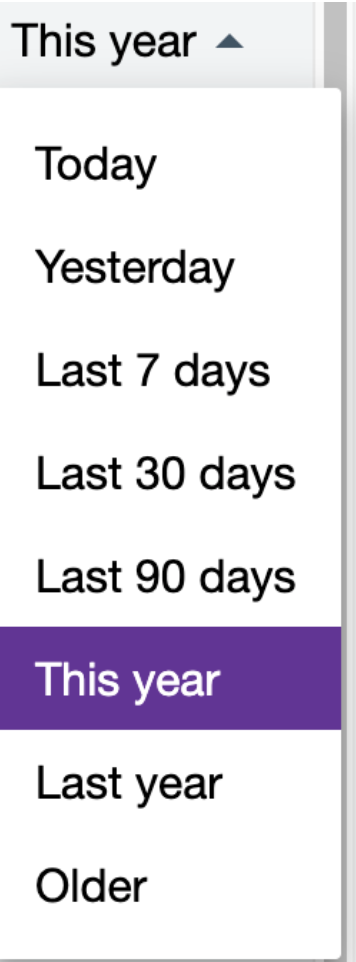 This year
Today
Yesterday
Last 7 days
Last 30 days
Last 90 days
This year
Last year
Older